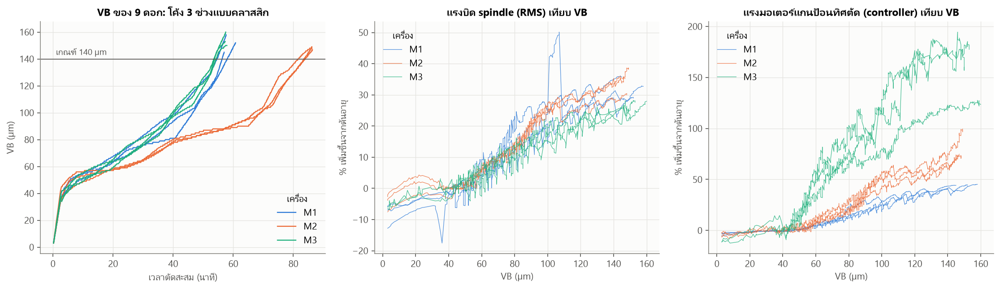 VB ของ 9 ดอก: โค้ง 3 ช่วงแบบคลาสสิก
VB (µm)
160
140
120
100
80
60
40
20
0
เกณฑ์ 140 µm
เครื่อง
M1
M2
M3
0 20 40 60 80
เวลาตัดสะสม (นาที)
แรงบิด spindle (RMS) เทียบ VB
% เพิ่มขึ้นจากต้นอายุ
50
40
30
20
10
0
−10
−20
เครื่อง
M1
M2
M3
0 20 40 60 80 100 120 140 160
VB (µm)
แรงมอเตอร์แกนป้อนทิศตัด (controller) เทียบ VB
% เพิ่มขึ้นจากต้นอายุ
200
150
100
50
0
เครื่อง
M1
M2
M3
0 20 40 60 80 100 120 140 160
VB (µm)